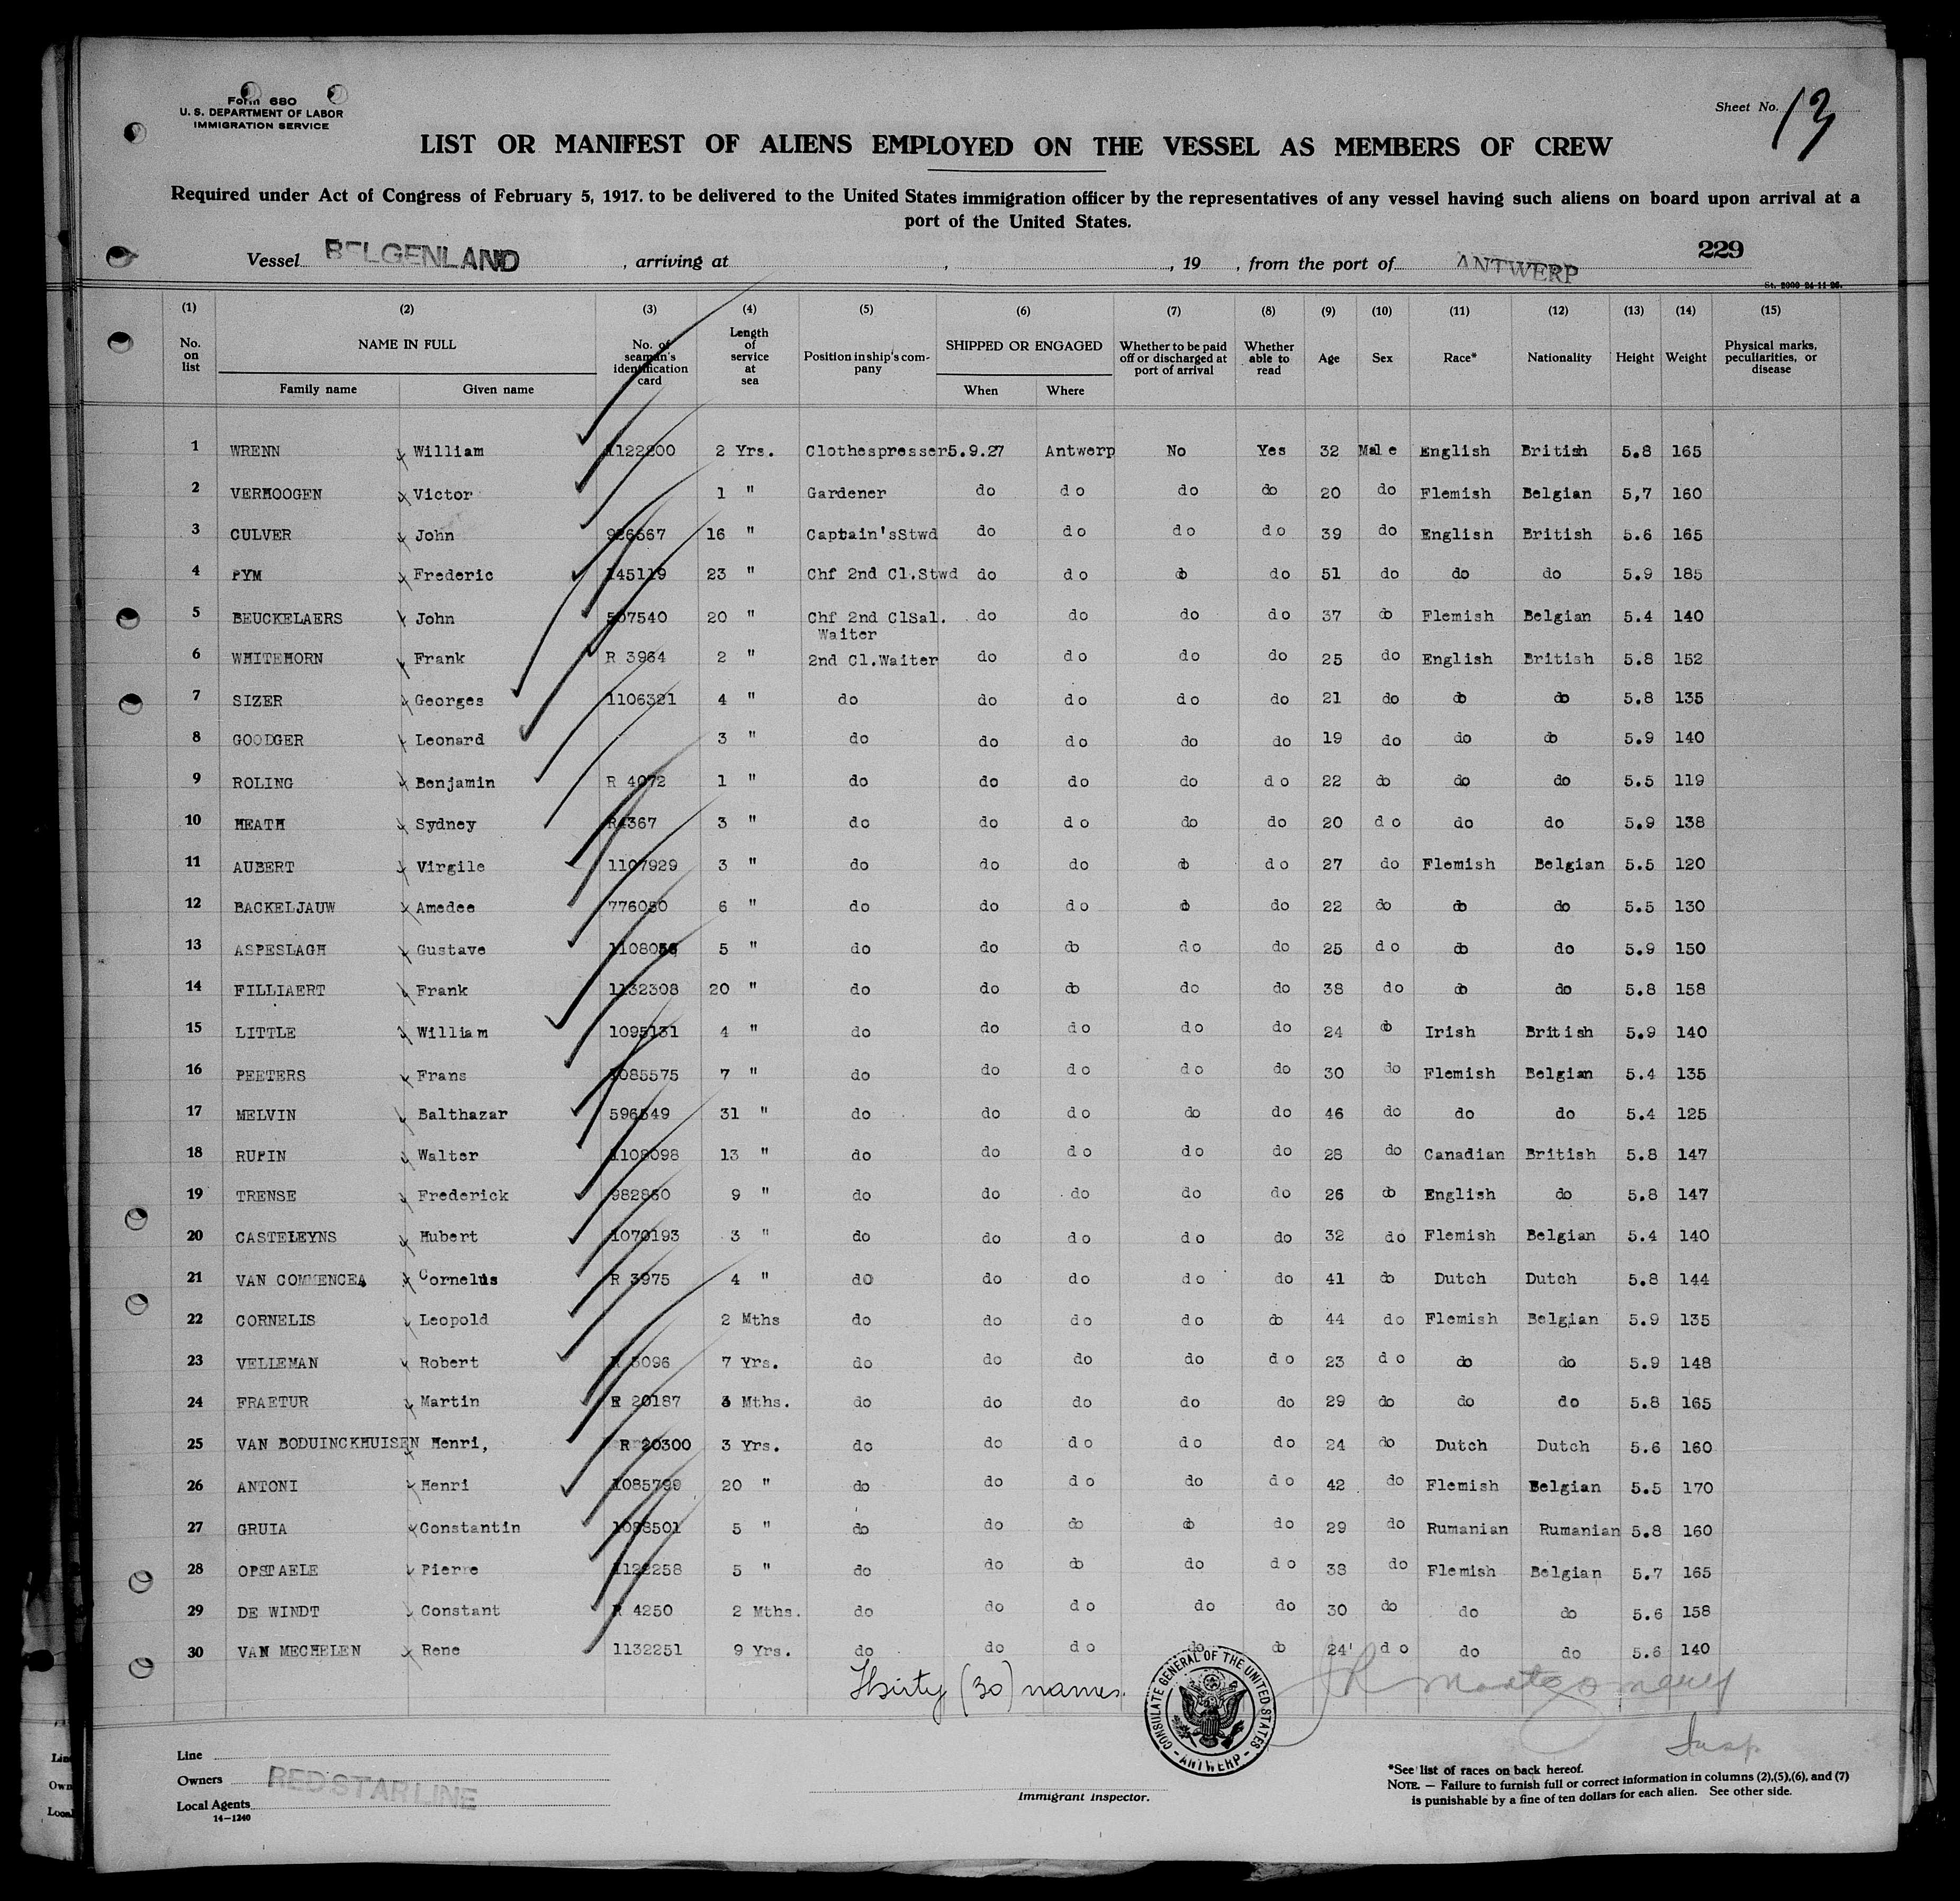 Form 680
U. S. DEPARTMENT OF LABOR
IMMIGRATION SERVICE
Sheet No. 13
LIST OR MANIFEST OF ALIENS EMPLOYED ON THE VESSEL AS MEMBERS OF CREW
Required under Act of Congress of February 5, 1917. to be delivered to the United States immigration officer by the representatives of any vessel having such aliens on board upon arrival at a
port of the United States.
229
Vessel BELGENLAND , arriving at , , 19 , from the port of ANTWERP
St. 2000 24-11-26.
(1) (2) (3) (4) (5) (6) (7) (8) (9) (10) (11) (12) (13) (14) (15)
No. on list NAME IN FULL Family name Given name No. of seaman's identification card Length of service at sea Position in ship's company SHIPPED OR ENGAGED When Where Whether to be paid off or discharged at port of arrival Whether able to read Age Sex Race* Nationality Height Weight Physical marks, peculiarities, or disease
1 WRENN William 1122200 2 Yrs. Clothespresser 5.9.27 Antwerp No Yes 32 Male English British 5.8 165
2 VERHOOGEN Victor 1 " Gardener do do do do 20 do Flemish Belgian 5,7 160
3 CULVER John 926567 16 " Captain'sStwd do do do do 39 do English British 5.6 165
4 PYM Frederic 145119 23 " Chf 2nd Cl.Stwd do do do do 51 do do do 5.9 185
5 BEUCKELAERS John 507540 20 " Chf 2nd ClSal. Waiter do do do do 37 do Flemish Belgian 5.4 140
6 WHITEHORN Frank R 3964 2 " 2nd Cl.Waiter do do do do 25 do English British 5.8 152
7 SIZER Georges 1106321 4 " do do do do do 21 do do do 5.8 135
8 GOODGER Leonard 3 " do do do do do 19 do do do 5.9 140
9 ROLING Benjamin R 4072 1 " do do do do do 22 do do do 5.5 119
10 HEATH Sydney R4367 3 " do do do do do 20 do do do 5.9 138
11 AUBERT Virgile 1107929 3 " do do do do do 27 do Flemish Belgian 5.5 120
12 BACKELJAUW Amedee 776050 6 " do do do do do 22 do do do 5.5 130
13 ASPESLAGH Gustave 5 " do do do do do 25 do do do 5.9 150
14 FILLIAERT Frank 1132308 20 " do do do do do 38 do do do 5.8 158
15 LITTLE William 1095131 4 " do do do do do 24 do Irish British 5.9 140
16 PEETERS Frans 1085575 7 " do do do do do 30 do Flemish Belgian 5.4 135
17 MELVIN Balthazar 596549 31 " do do do do do 46 do do do 5.4 125
18 RUPIN Walter 1108098 13 " do do do do do 28 do Canadian British 5.8 147
19 TRENSE Frederick 982860 9 " do do do do do 26 do English do 5.8 147
20 CASTELEYNS Hubert 1070193 3 " do do do do do 32 do Flemish Belgian 5.4 140
21 VAN COMMENCEA Cornelus R 3975 4 " do do do do do 41 do Dutch Dutch 5.8 144
22 CORNELIS Leopold 2 Mths do do do do do 44 do Flemish Belgian 5.9 135
23 VELLEMAN Robert R 5096 7 Yrs. do do do do do 23 do do do 5.9 148
24 FRAETUR Martin R 20187 3 Mths. do do do do do 29 do do do 5.8 165
25 VAN BODUINCKHUISEN Henri, R 20300 3 Yrs. do do do do do 24 do Dutch Dutch 5.6 160
26 ANTONI Henri 1085799 20 " do do do do do 42 do Flemish Belgian 5.5 170
27 GRUIA Constantin 1098501 5 " do do do do do 29 do Rumanian Rumanian 5.8 160
28 OPSTAELE Pierre 1122258 5 " do do do do do 38 do Flemish Belgian 5.7 165
29 DE WINDT Constant R 4250 2 Mths. do do do do do 30 do do do 5.6 158
30 VAN MECHELEN Rene 1132251 9 Yrs. do do do do do 24 do do do 5.6 140
Thirty (30) names.
CONSULATE GENERAL OF THE UNITED STATES - ANTWERP -
Montgomery
Insp.
Line
Owners RED STAR LINE
Local Agents
14-1240
Immigrant Inspector.
*See list of races on back hereof.
NOTE. — Failure to furnish full or correct information in columns (2),(5),(6), and (7)
is punishable by a fine of ten dollars for each alien. See other side.